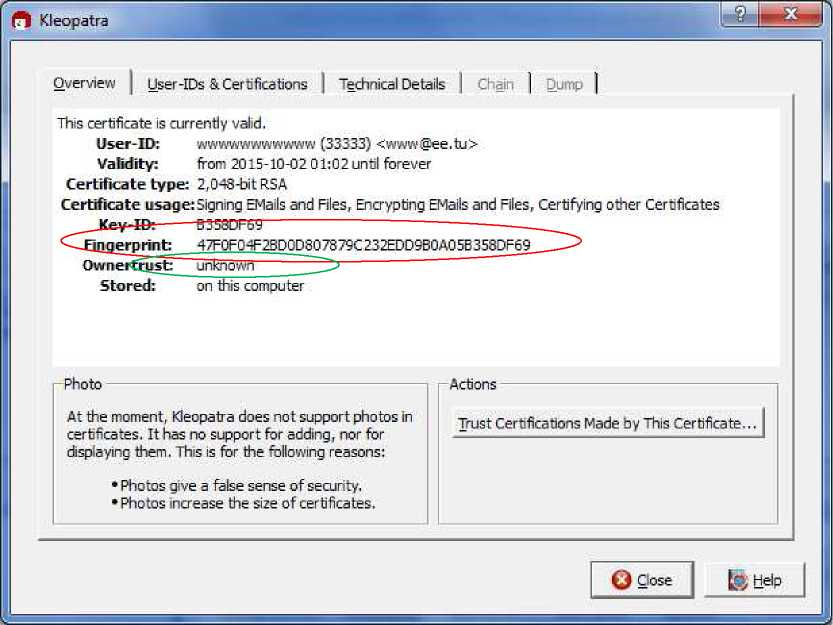 Kleopatra
?
Overview User-IDs & Certifications Technical Details Chain Dump
This certificate is currently valid.
User-ID: wwwwwwwwwww (33333) <www@ee.tu>
Validity: from 2015-10-02 01:02 until forever
Certificate type: 2,048-bit RSA
Certificate usage: Signing EMails and Files, Encrypting EMails and Files, Certifying other Certificates
Key-ID: B358DF69
Fingerprint: 47F0F04F28D0D807879C232EDD9B0A05B358DF69
Ownertrust: unknown
Stored: on this computer
Photo
At the moment, Kleopatra does not support photos in
certificates. It has no support for adding, nor for
displaying them. This is for the following reasons:
•Photos give a false sense of security.
•Photos increase the size of certificates.
Actions
Trust Certifications Made by This Certificate...
Close Help